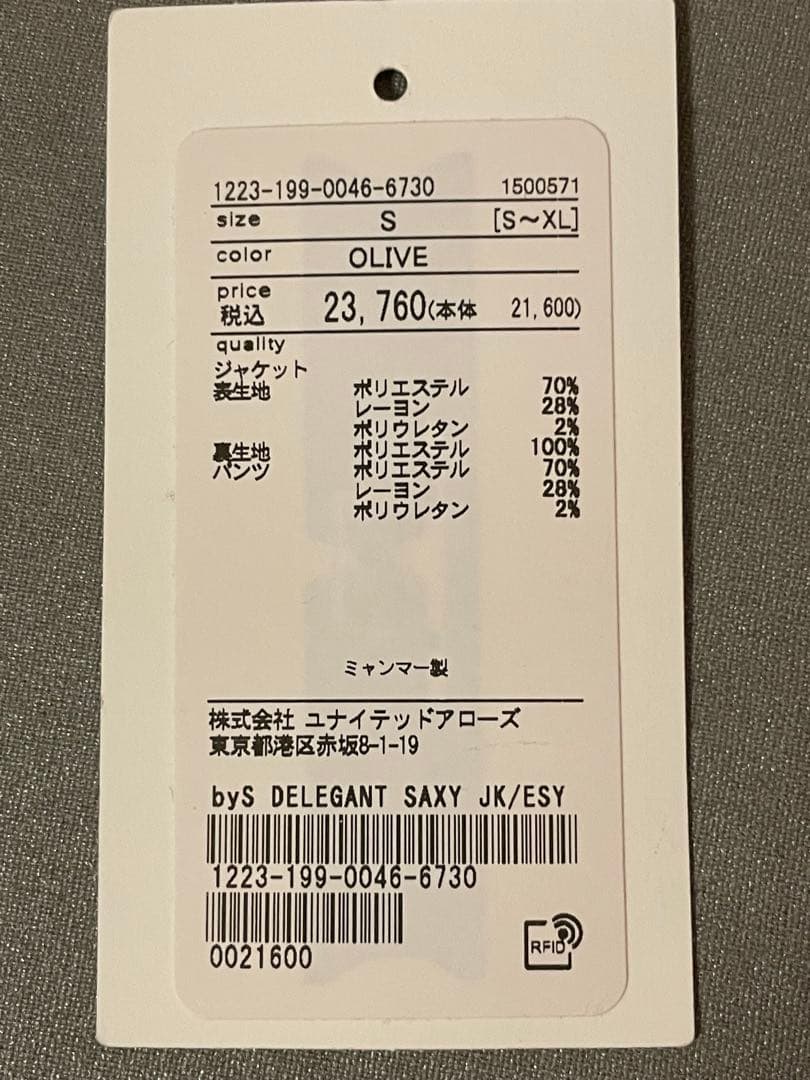 1223-199-0046-6730 1500571
size S [S～XL]
color OLIVE
price
税込 23,760(本体 21,600)
quality
ジャケット
表生地 ポリエステル 70%
レーヨン 28%
ポリウレタン 2%
裏生地 ポリエステル 100%
パンツ ポリエステル 70%
レーヨン 28%
ポリウレタン 2%
ミャンマー製
株式会社 ユナイテッドアローズ
東京都港区赤坂8-1-19
byS DELEGANT SAXY JK/ESY
1223-199-0046-6730
0021600
RFID